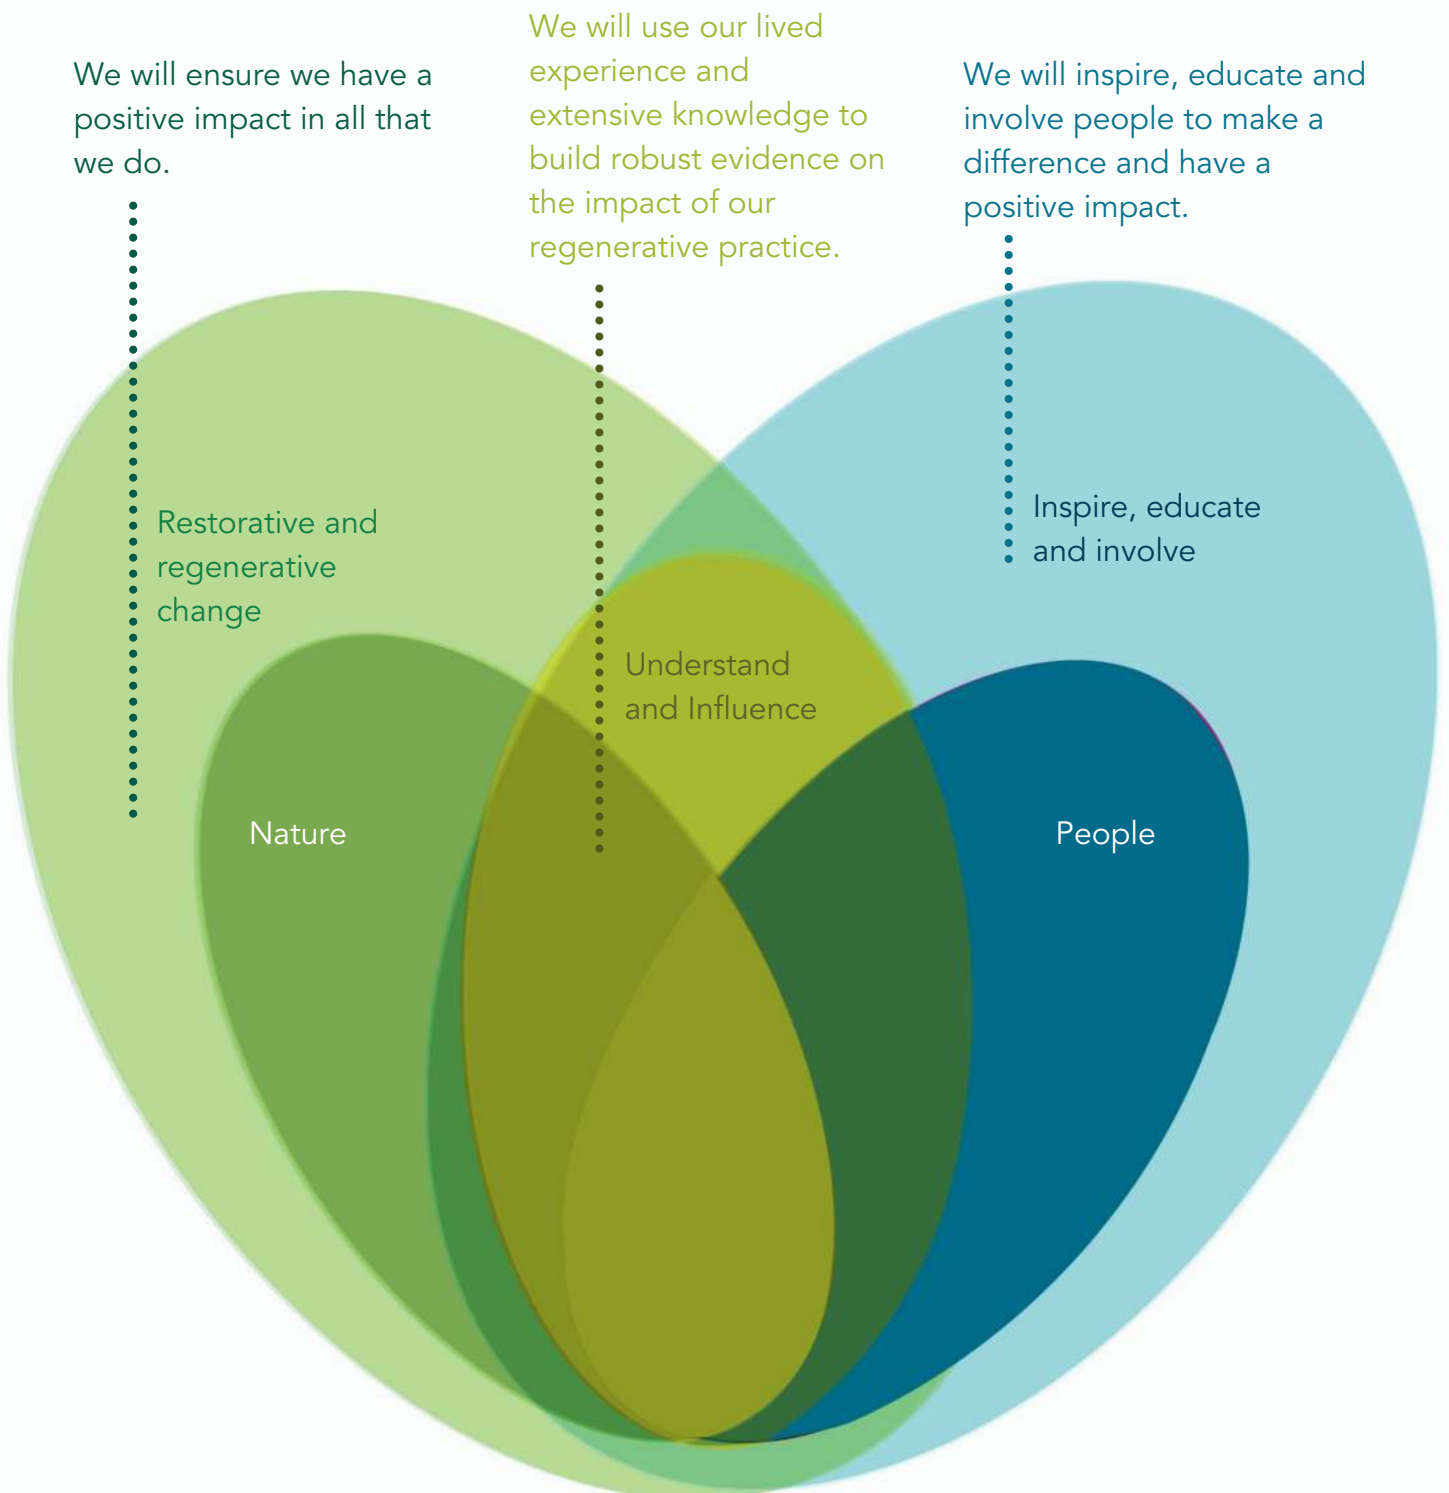 We will ensure we have a
positive impact in all that
we do.
We will use our lived
experience and
extensive knowledge to
build robust evidence on
the impact of our
regenerative practice.
We will inspire, educate and
involve people to make a
difference and have a
positive impact.
Restorative and
regenerative
change
Understand
and Influence
Inspire, educate
and involve
Nature
People